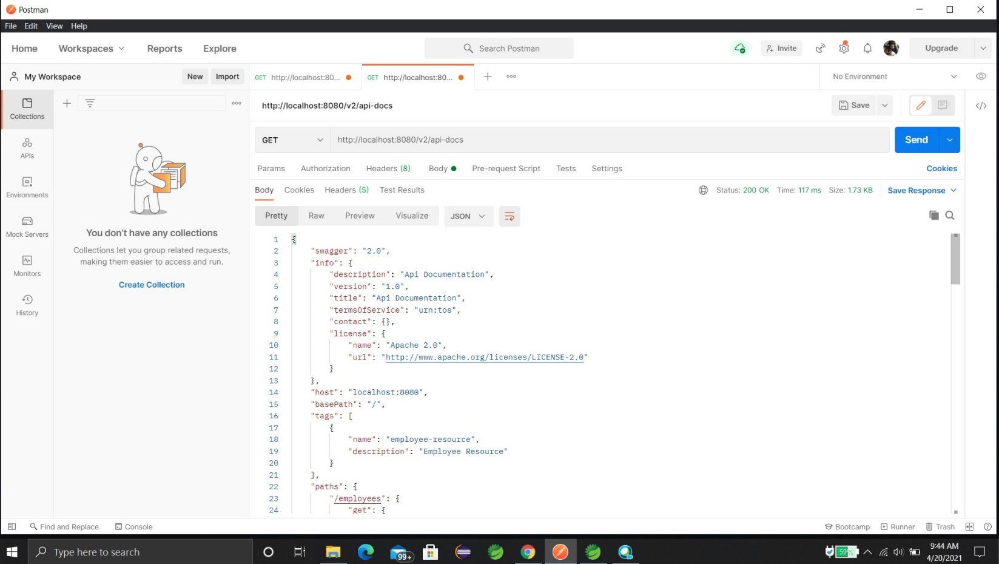 Postman
File Edit View Help
Home Workspaces Reports Explore
Search Postman
Invite
Upgrade
My Workspace
New Import
GET http://localhost:80...
GET http://localhost:80...
No Environment
Collections
APIs
Environments
Mock Servers
Monitors
History
You don’t have any collections
Collections let you group related requests,
making them easier to access and run.
Create Collection
http://localhost:8080/v2/api-docs
Save
GET http://localhost:8080/v2/api-docs
Send
Params Authorization Headers (8) Body Pre-request Script Tests Settings
Cookies
Body Cookies Headers (5) Test Results
Status: 200 OK Time: 117 ms Size: 1.73 KB Save Response
Pretty Raw Preview Visualize JSON
1 {
2 "swagger": "2.0",
3 "info": {
4 "description": "Api Documentation",
5 "version": "1.0",
6 "title": "Api Documentation",
7 "termsOfService": "urn:tos",
8 "contact": {},
9 "license": {
10 "name": "Apache 2.0",
11 "url": "http://www.apache.org/licenses/LICENSE-2.0"
12 }
13 },
14 "host": "localhost:8080",
15 "basePath": "/",
16 "tags": [
17 {
18 "name": "employee-resource",
19 "description": "Employee Resource"
20 }
21 ],
22 "paths": {
23 "/employees": {
24 "get": {
Find and Replace Console
Bootcamp Runner Trash
Type here to search
99+
59%
9:44 AM
4/20/2021